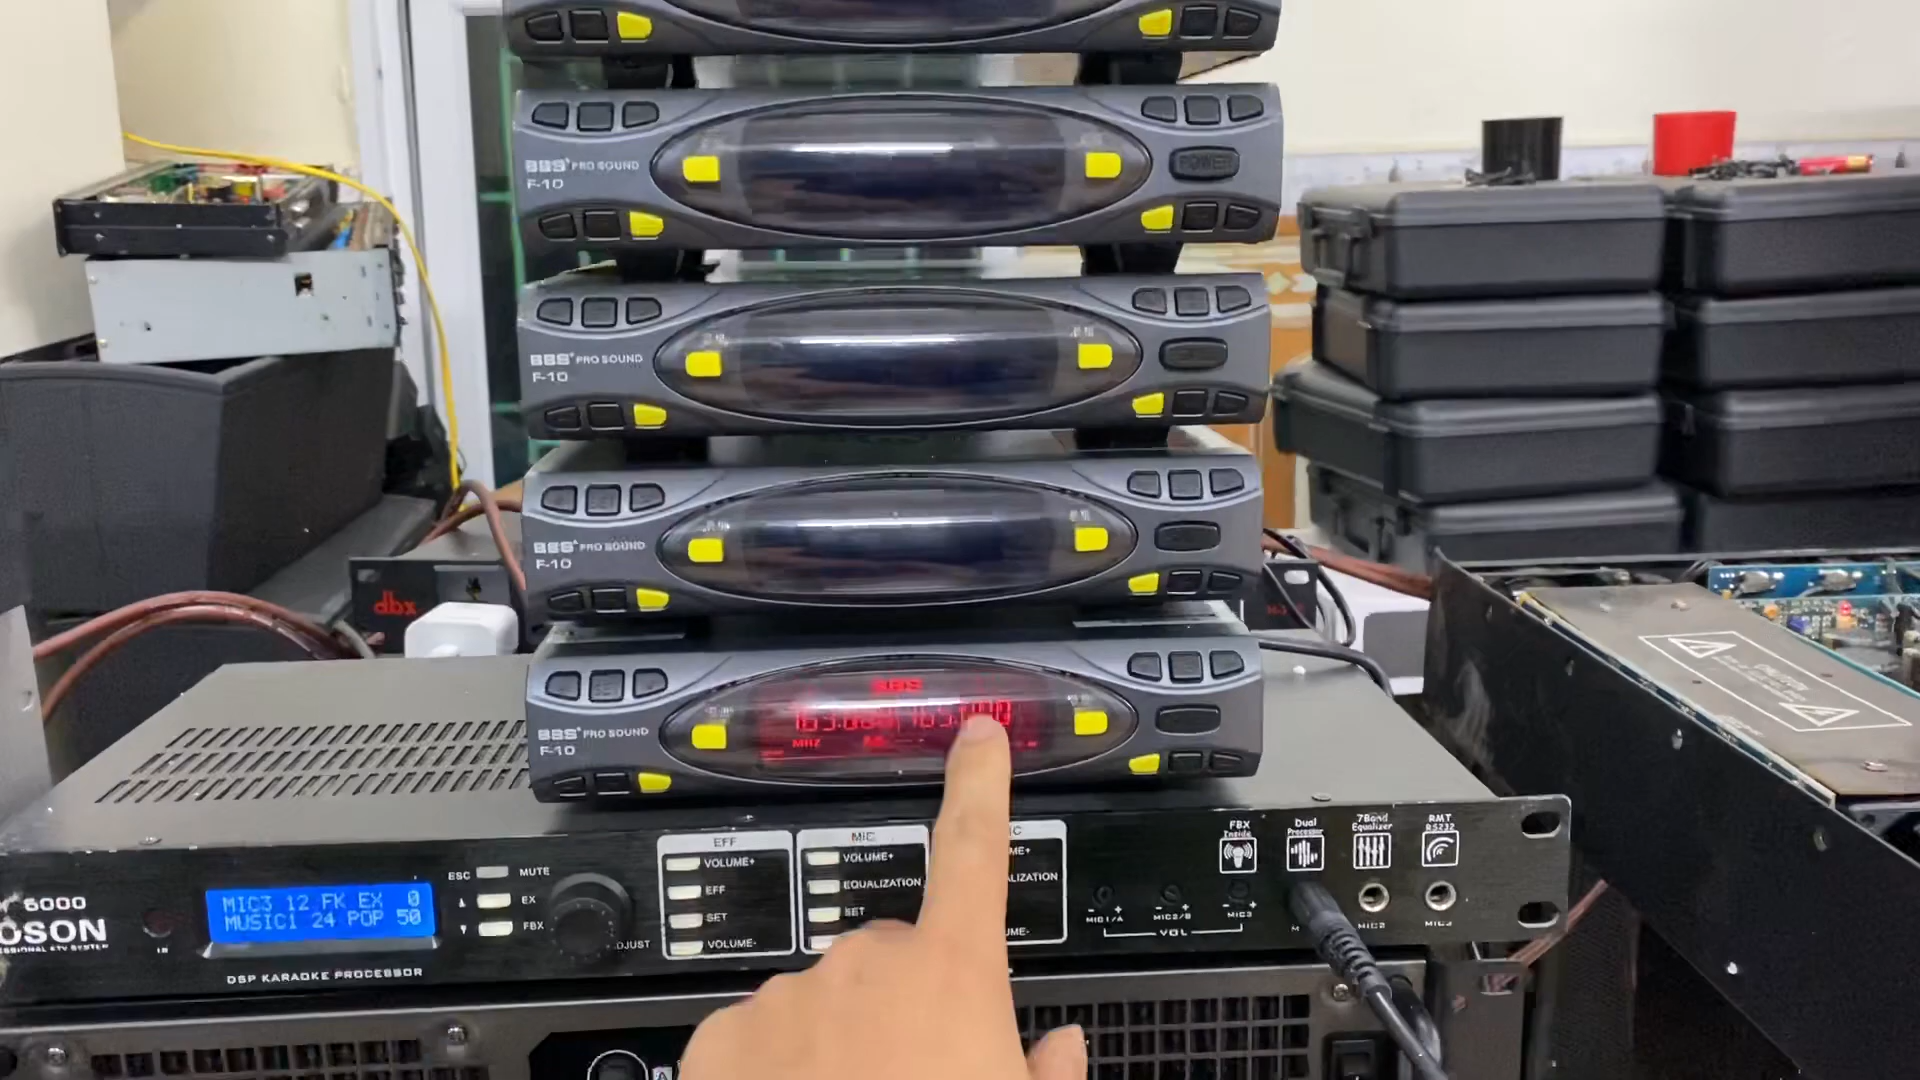 BBS PRO SOUND
F-10
POWER
BBS PRO SOUND
F-10
BBS PRO SOUND
F-10
dbx
BBS
MHZ
BBS PRO SOUND
F-10
6000
OSON
MIC3 12 FK EX 0
MUSIC1 24 POP 50
DSP KARAOKE PROCESSOR
ESC MUTE
EX
FBX
EFF
VOLUME+
EFF
SET
VOLUME-
MIC
VOLUME+
EQUALIZATION
SET
FBX
Inside
Dual
Processor
7Band
Equalizer
RMT
RS232
MIC1/A
MIC2/B
MIC3
VOL
MIC2
MIC3